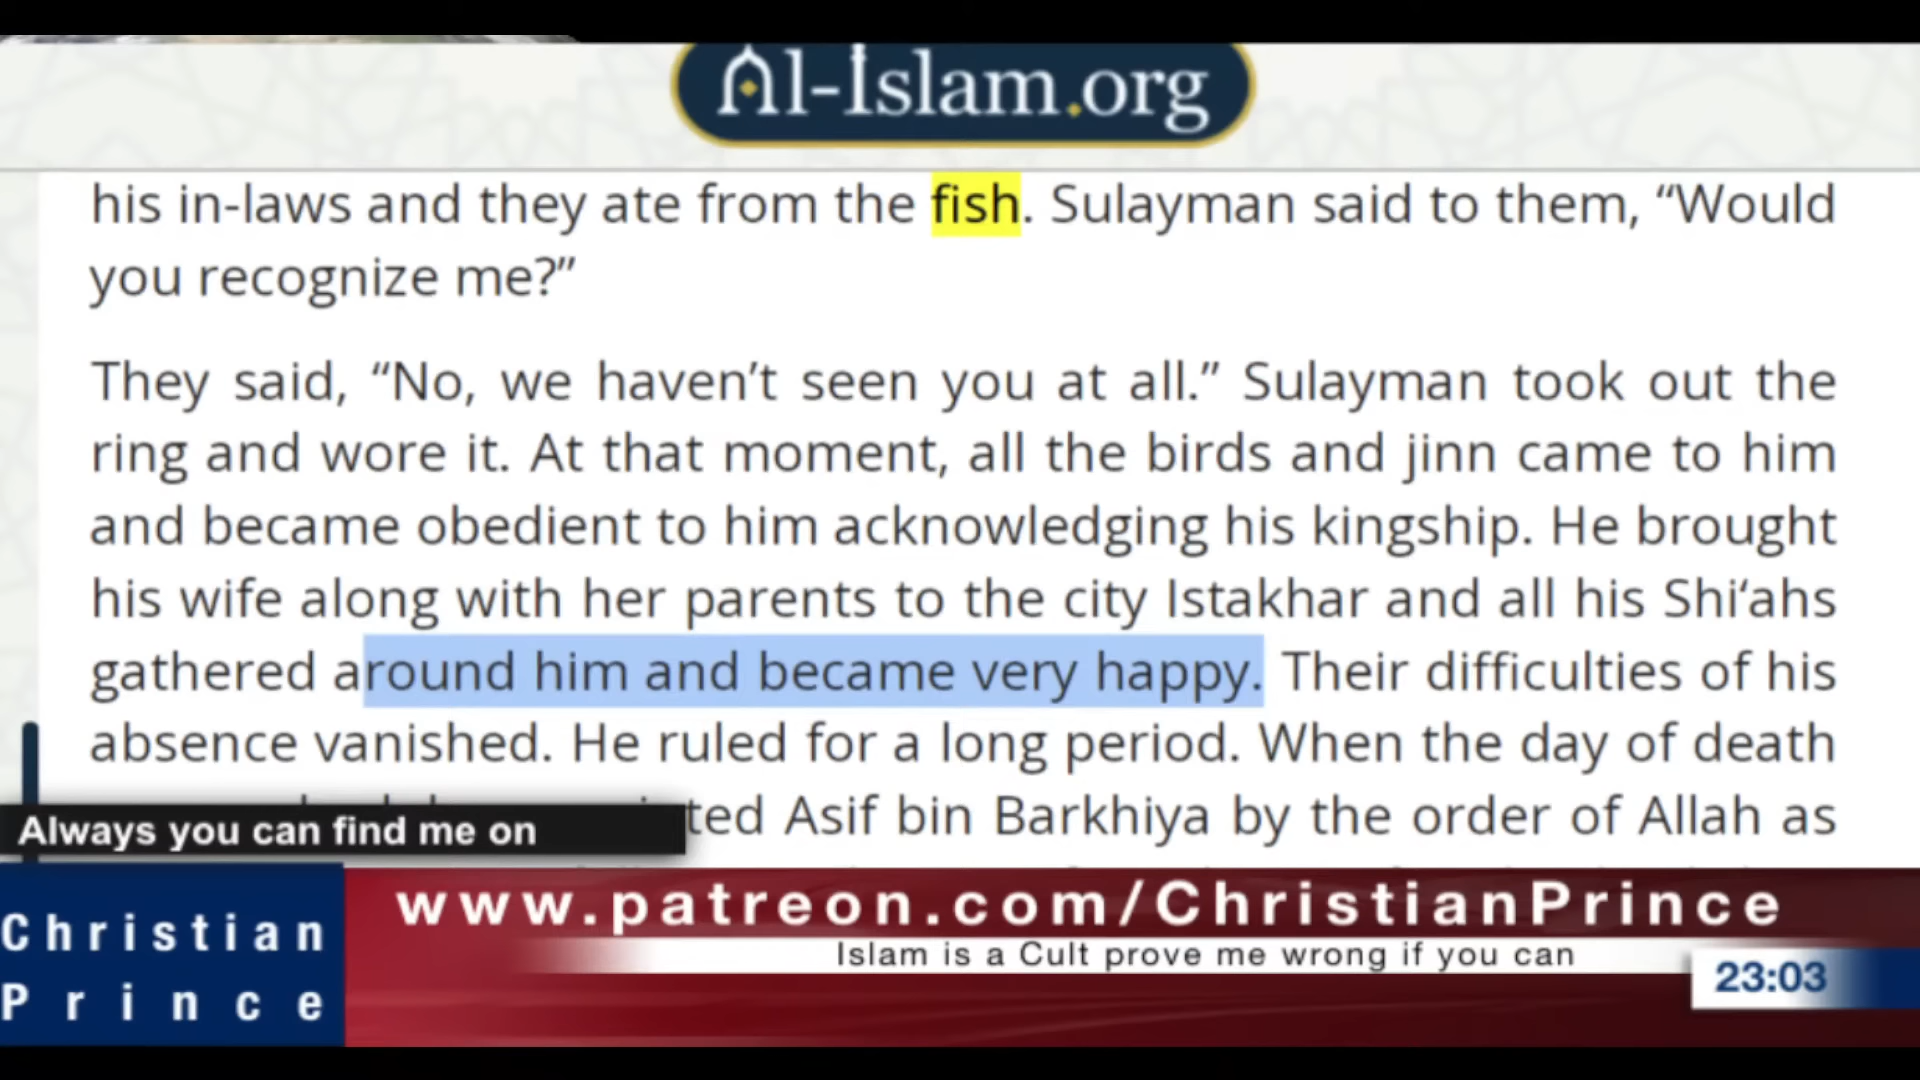 Al-Islam.org
his in-laws and they ate from the fish. Sulayman said to them, “Would
you recognize me?”
They said, “No, we haven’t seen you at all.” Sulayman took out the
ring and wore it. At that moment, all the birds and jinn came to him
and became obedient to him acknowledging his kingship. He brought
his wife along with her parents to the city Istakhar and all his Shi‘ahs
gathered around him and became very happy. Their difficulties of his
absence vanished. He ruled for a long period. When the day of death
Asif bin Barkhiya by the order of Allah as
Always you can find me on
Christian
Prince
www.patreon.com/ChristianPrince
Islam is a Cult prove me wrong if you can
23:03